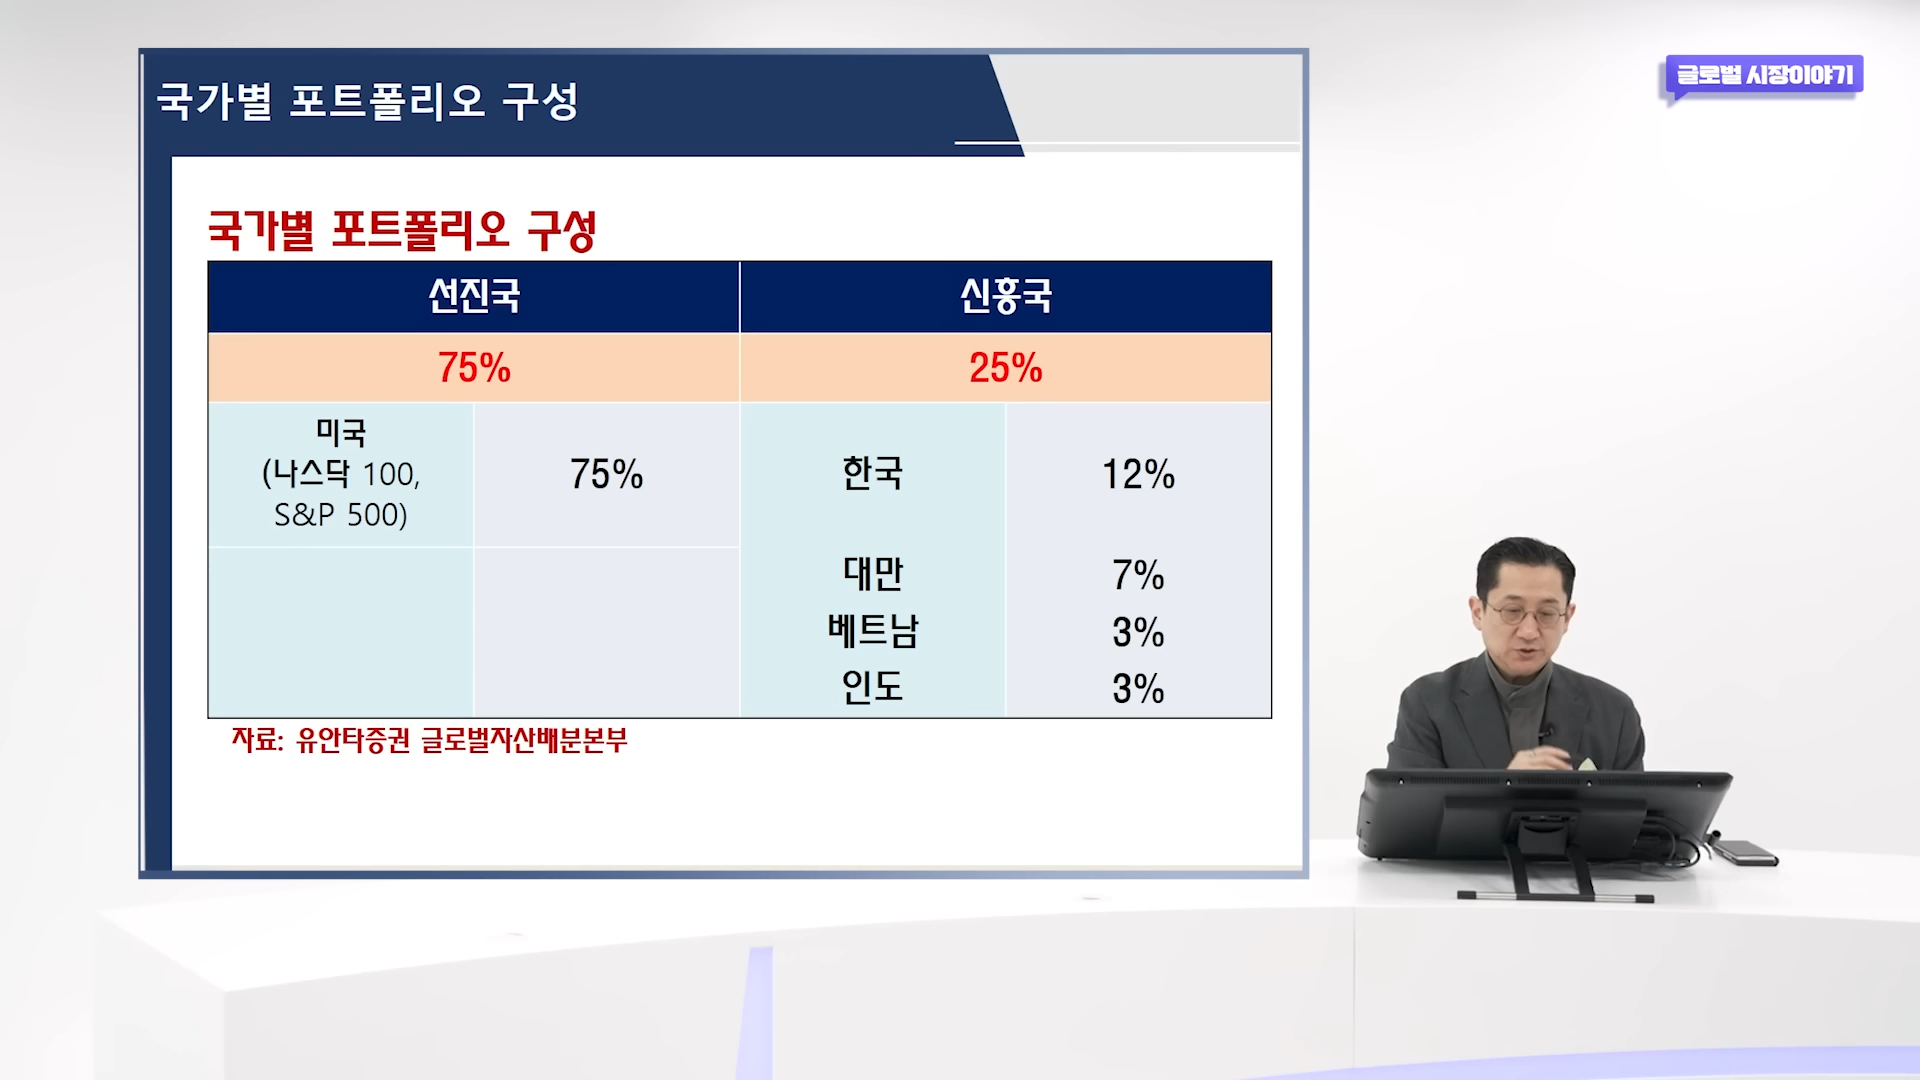 국가별 포트폴리오 구성
글로벌 시장이야기
국가별 포트폴리오 구성
선진국 신흥국
75% 25%
미국
(나스닥 100,
S&P 500)
75%
한국 12%
대만 7%
베트남 3%
인도 3%
자료: 유안타증권 글로벌자산배분본부